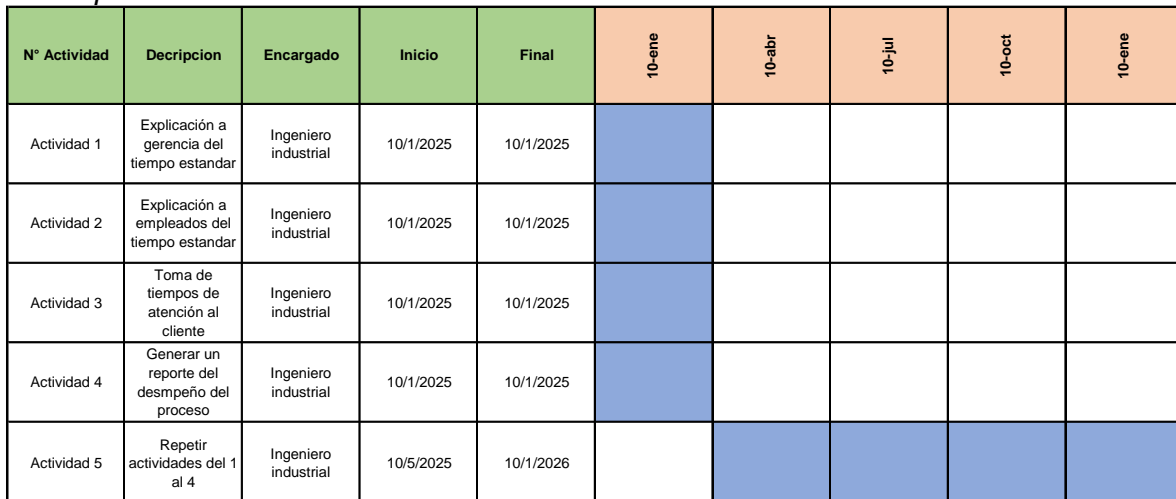 N° Actividad Decripcion Encargado Inicio Final 10-ene 10-abr 10-jul 10-oct 10-ene
Actividad 1 Explicación a gerencia del tiempo estandar Ingeniero industrial 10/1/2025 10/1/2025
Actividad 2 Explicación a empleados del tiempo estandar Ingeniero industrial 10/1/2025 10/1/2025
Actividad 3 Toma de tiempos de atención al cliente Ingeniero industrial 10/1/2025 10/1/2025
Actividad 4 Generar un reporte del desmpeño del proceso Ingeniero industrial 10/1/2025 10/1/2025
Actividad 5 Repetir actividades del 1 al 4 Ingeniero industrial 10/5/2025 10/1/2026